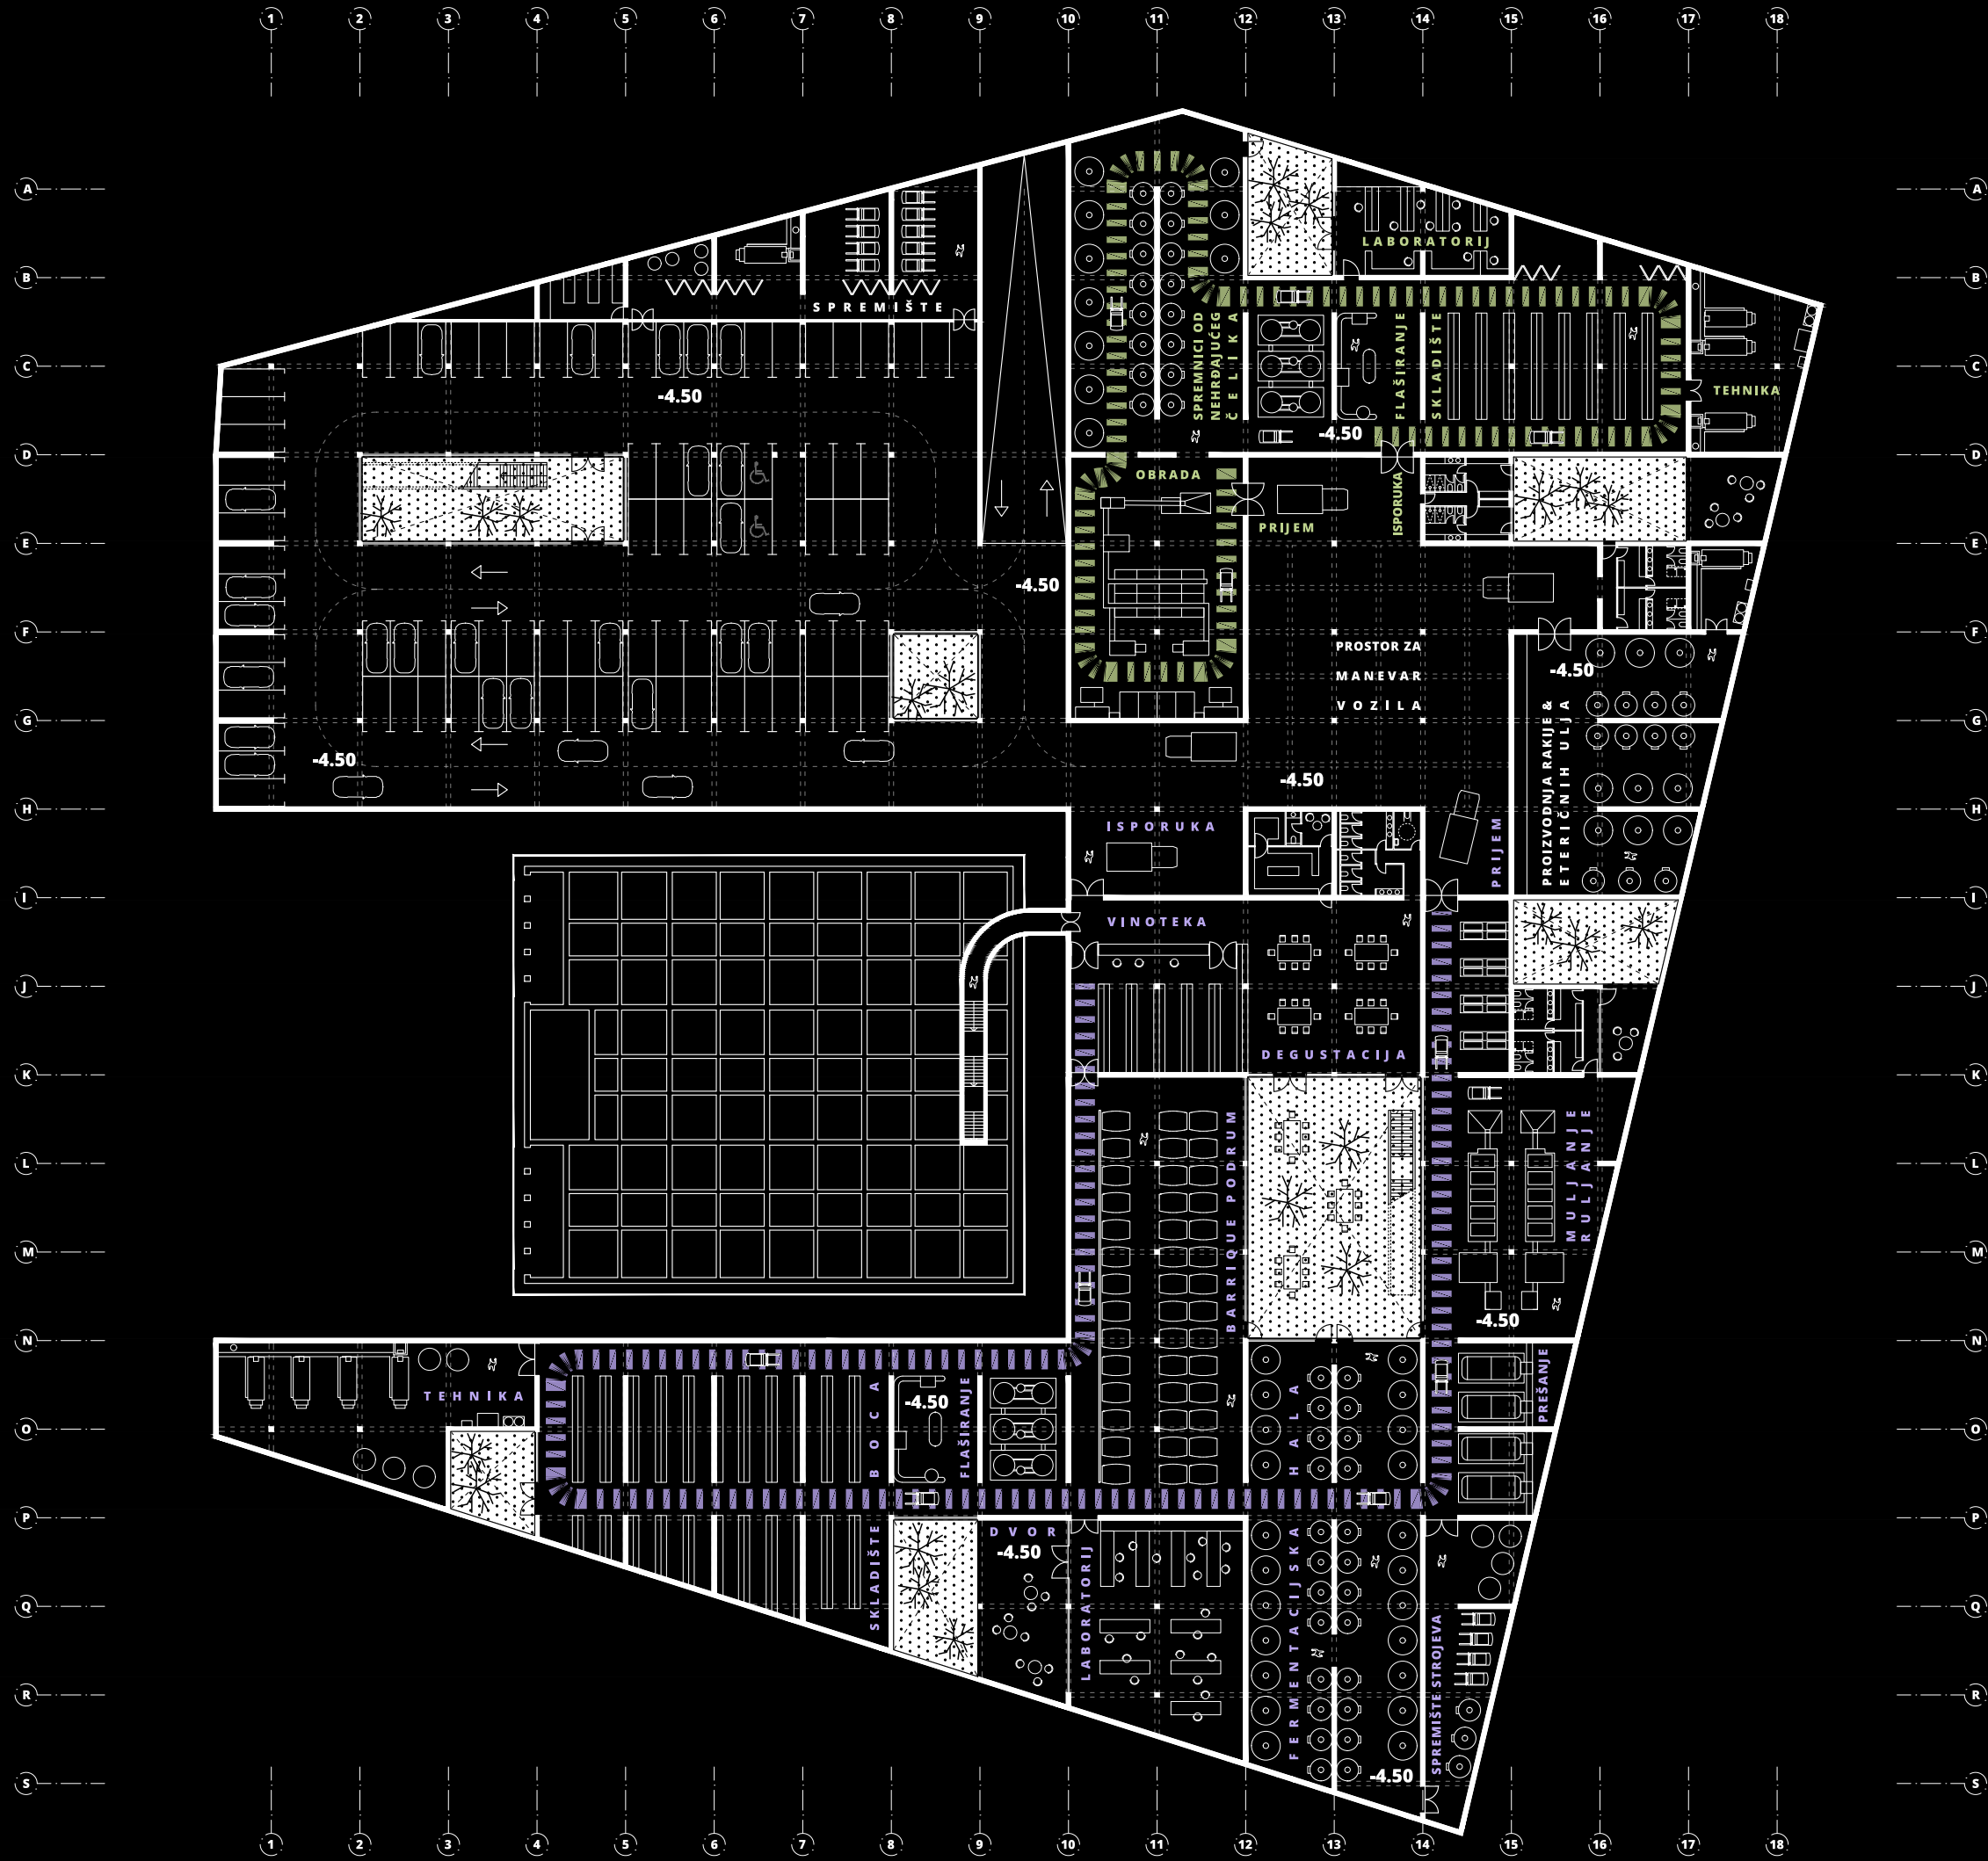 1 2 3 4 5 6 7 8 9 10 11 12 13 14 15 16 17 18
A A
LABORATORIJ
B B
SPREMIŠTE
SPREMNICI OD
NEHRĐAJUĆEG
ČELIKA
FLAŠIRANJE
SKLADIŠTE
C C
TEHNIKA
-4.50
-4.50
D D
OBRADA
ISPORUKA
PRIJEM
E E
-4.50
F F
PROSTOR ZA
MANEVAR
VOZILA
-4.50
PROIZVODNJA RAKIJE &
ETERIČNIH ULJA
G G
-4.50
-4.50
H H
ISPORUKA
PRIJEM
I I
VINOTEKA
J J
DEGUSTACIJA
K K
BARRIQUE PODRUM
MULJANJE
RULJANJE
L L
M M
-4.50
N N
TEHNIKA
BOCA
-4.50
FLAŠIRANJE
HALA
PREŠANJE
O O
P P
SKLADIŠTE
DVOR
-4.50
LABORATORIJ
FERMENTACIJSKA
SPREMIŠTE STROJEVA
Q Q
R R
-4.50
S S
1 2 3 4 5 6 7 8 9 10 11 12 13 14 15 16 17 18